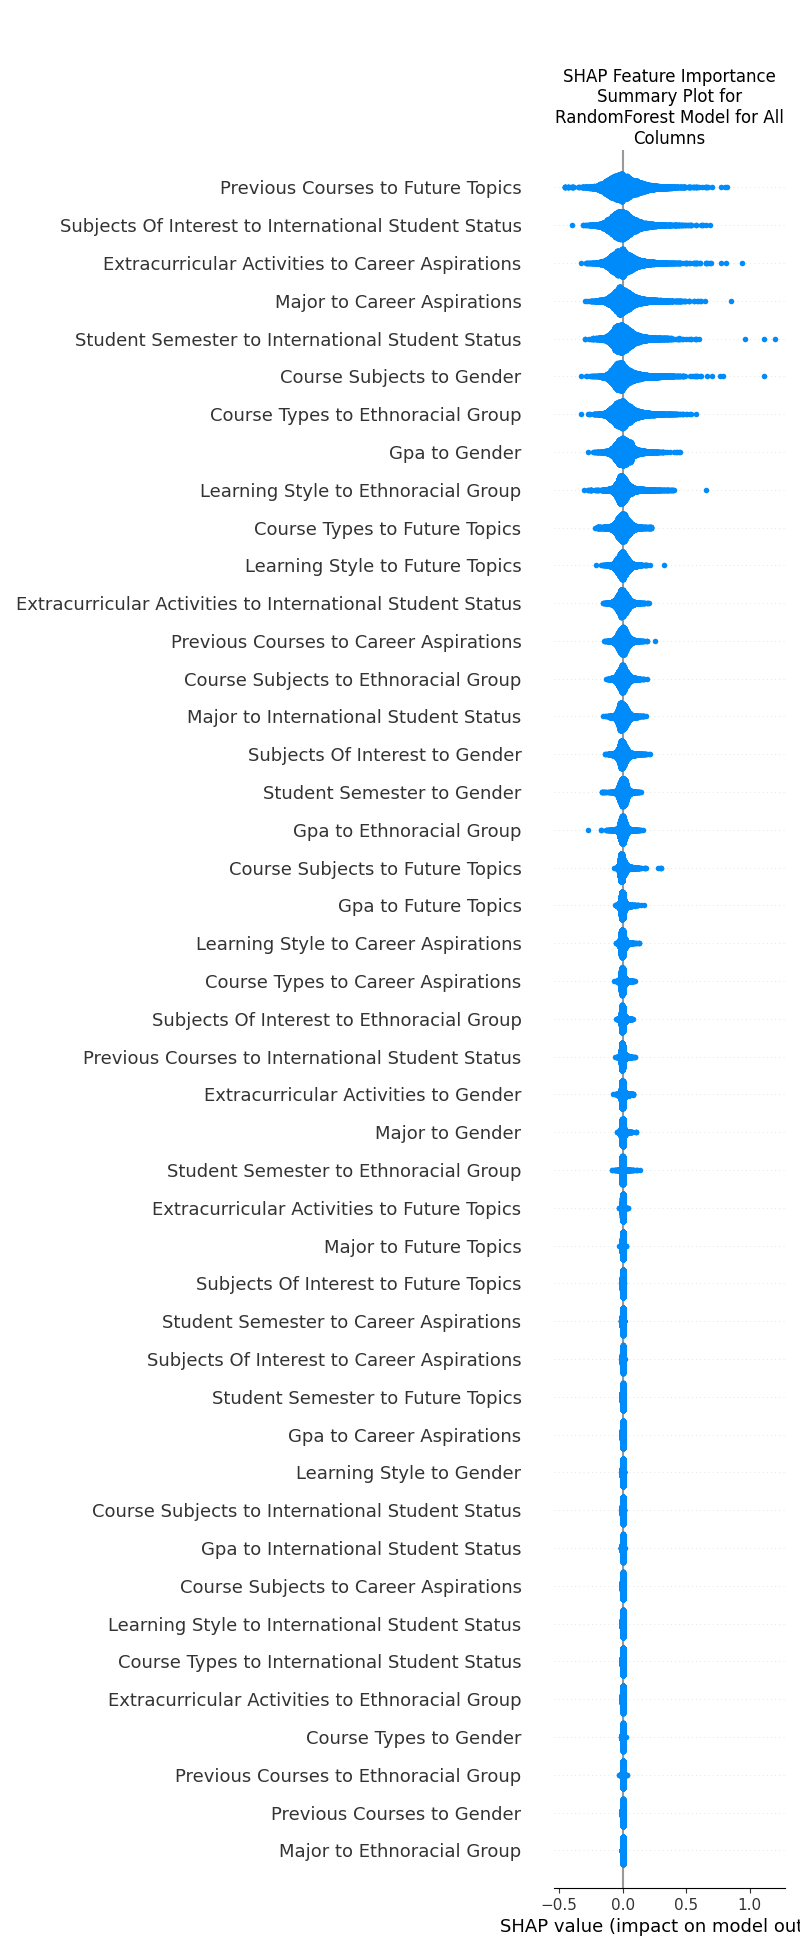 SHAP Feature Importance
Summary Plot for
RandomForest Model for All
Columns
Previous Courses to Future Topics
Subjects Of Interest to International Student Status
Extracurricular Activities to Career Aspirations
Major to Career Aspirations
Student Semester to International Student Status
Course Subjects to Gender
Course Types to Ethnoracial Group
Gpa to Gender
Learning Style to Ethnoracial Group
Course Types to Future Topics
Learning Style to Future Topics
Extracurricular Activities to International Student Status
Previous Courses to Career Aspirations
Course Subjects to Ethnoracial Group
Major to International Student Status
Subjects Of Interest to Gender
Student Semester to Gender
Gpa to Ethnoracial Group
Course Subjects to Future Topics
Gpa to Future Topics
Learning Style to Career Aspirations
Course Types to Career Aspirations
Subjects Of Interest to Ethnoracial Group
Previous Courses to International Student Status
Extracurricular Activities to Gender
Major to Gender
Student Semester to Ethnoracial Group
Extracurricular Activities to Future Topics
Major to Future Topics
Subjects Of Interest to Future Topics
Student Semester to Career Aspirations
Subjects Of Interest to Career Aspirations
Student Semester to Future Topics
Gpa to Career Aspirations
Learning Style to Gender
Course Subjects to International Student Status
Gpa to International Student Status
Course Subjects to Career Aspirations
Learning Style to International Student Status
Course Types to International Student Status
Extracurricular Activities to Ethnoracial Group
Course Types to Gender
Previous Courses to Ethnoracial Group
Previous Courses to Gender
Major to Ethnoracial Group
−0.5 0.0 0.5 1.0
SHAP value (impact on model out